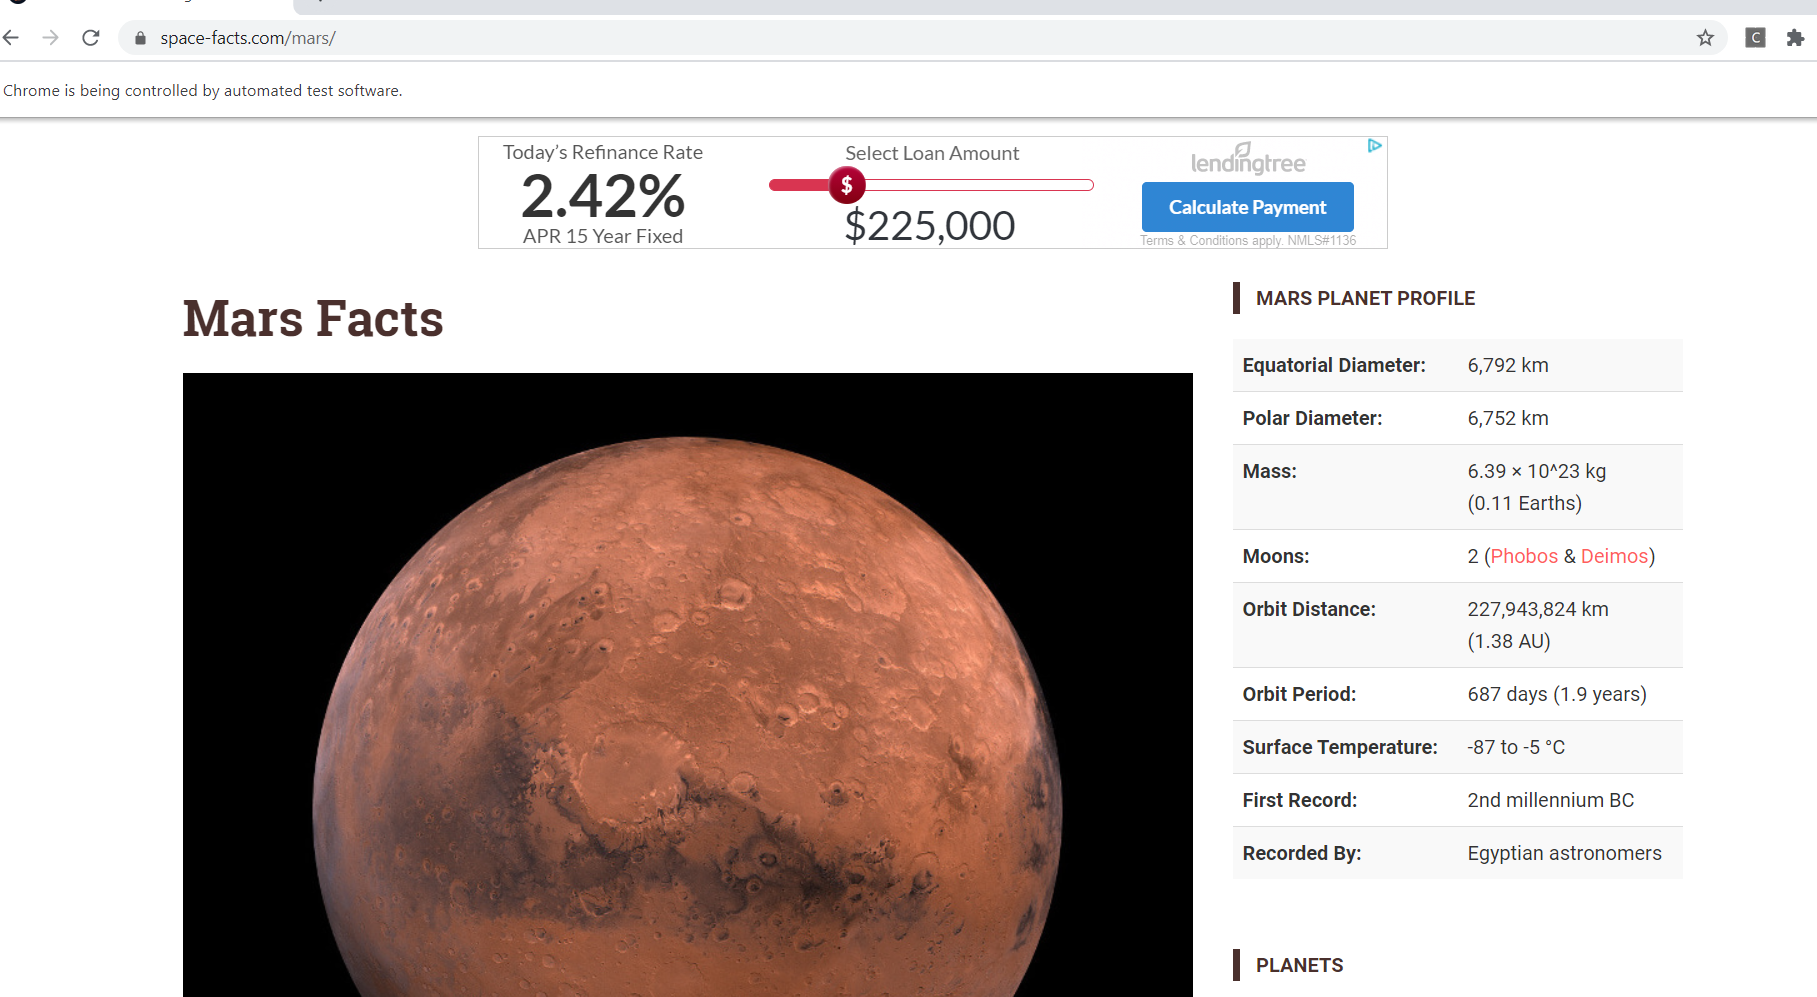 space-facts.com/mars/
C
Chrome is being controlled by automated test software.
Today's Refinance Rate
2.42%
APR 15 Year Fixed
Select Loan Amount
$
$225,000
lendingtree
Calculate Payment
Terms & Conditions apply. NMLS#1136
Mars Facts
MARS PLANET PROFILE
Equatorial Diameter: 6,792 km
Polar Diameter: 6,752 km
Mass: 6.39 × 10^23 kg
(0.11 Earths)
Moons: 2 (Phobos & Deimos)
Orbit Distance: 227,943,824 km
(1.38 AU)
Orbit Period: 687 days (1.9 years)
Surface Temperature: -87 to -5 °C
First Record: 2nd millennium BC
Recorded By: Egyptian astronomers
PLANETS